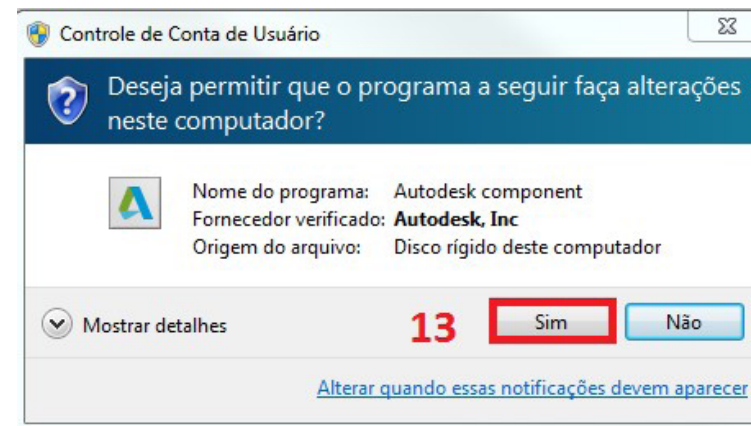 Controle de Conta de Usuário
Deseja permitir que o programa a seguir faça alterações
neste computador?
Nome do programa: Autodesk component
Fornecedor verificado: Autodesk, Inc
Origem do arquivo: Disco rígido deste computador
Mostrar detalhes 13 Sim Não
Alterar quando essas notificações devem aparecer